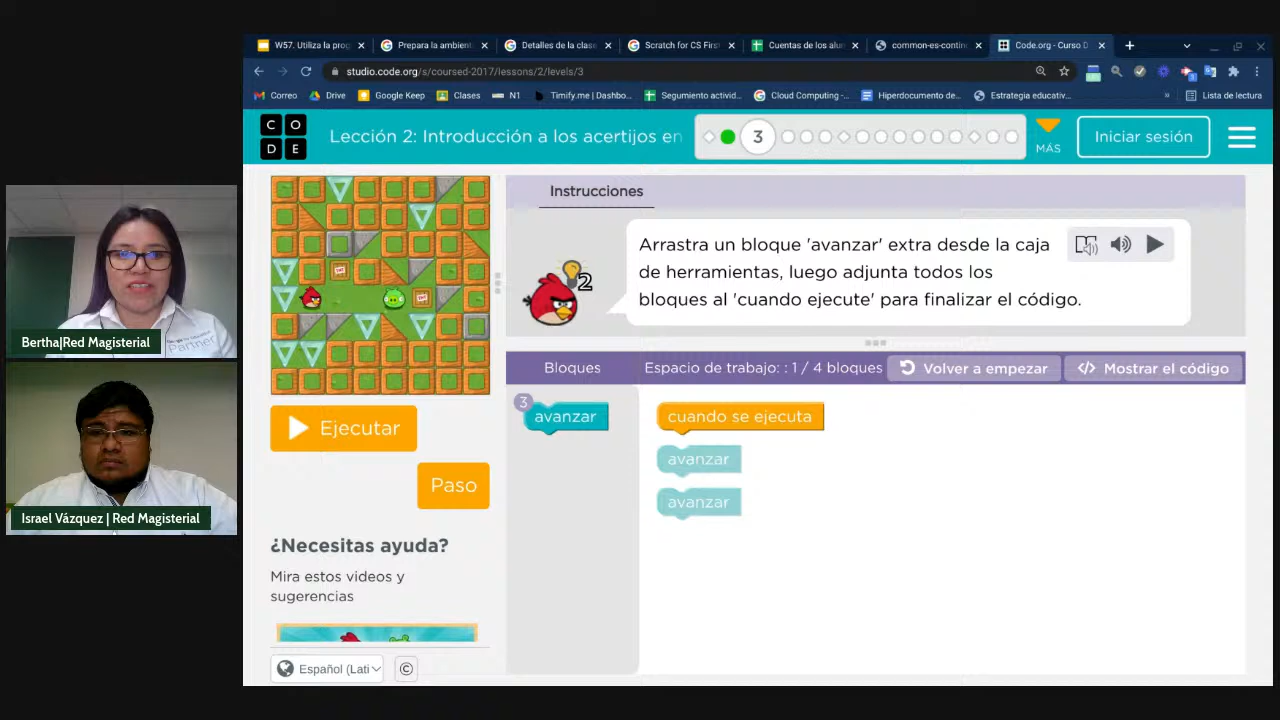 W57. Utiliza la prog
Prepara la ambien
Detalles de la clase
Scratch for CS Firs
Cuentas de los alu
common-es-contin
Code.org - Curso D
studio.code.org/s/coursed-2017/lessons/2/levels/3
Correo
Drive
Google Keep
Clases
N1
Timify.me | Dashbo...
Segumiento activid...
Cloud Computing -...
Hiperdocumento de...
Estrategia educativ...
»
Lista de lectura
C O
D E
Lección 2: Introducción a los acertijos en
3
MÁS
Iniciar sesión
Instrucciones
2
Arrastra un bloque 'avanzar' extra desde la caja
de herramientas, luego adjunta todos los
bloques al 'cuando ejecute' para finalizar el código.
Bloques
Espacio de trabajo: : 1 / 4 bloques
Volver a empezar
</> Mostrar el código
3
avanzar
cuando se ejecuta
avanzar
avanzar
Ejecutar
Paso
¿Necesitas ayuda?
Mira estos videos y
sugerencias
Español (Lati
©
Bertha|Red Magisterial
Partner
Israel Vázquez | Red Magisterial